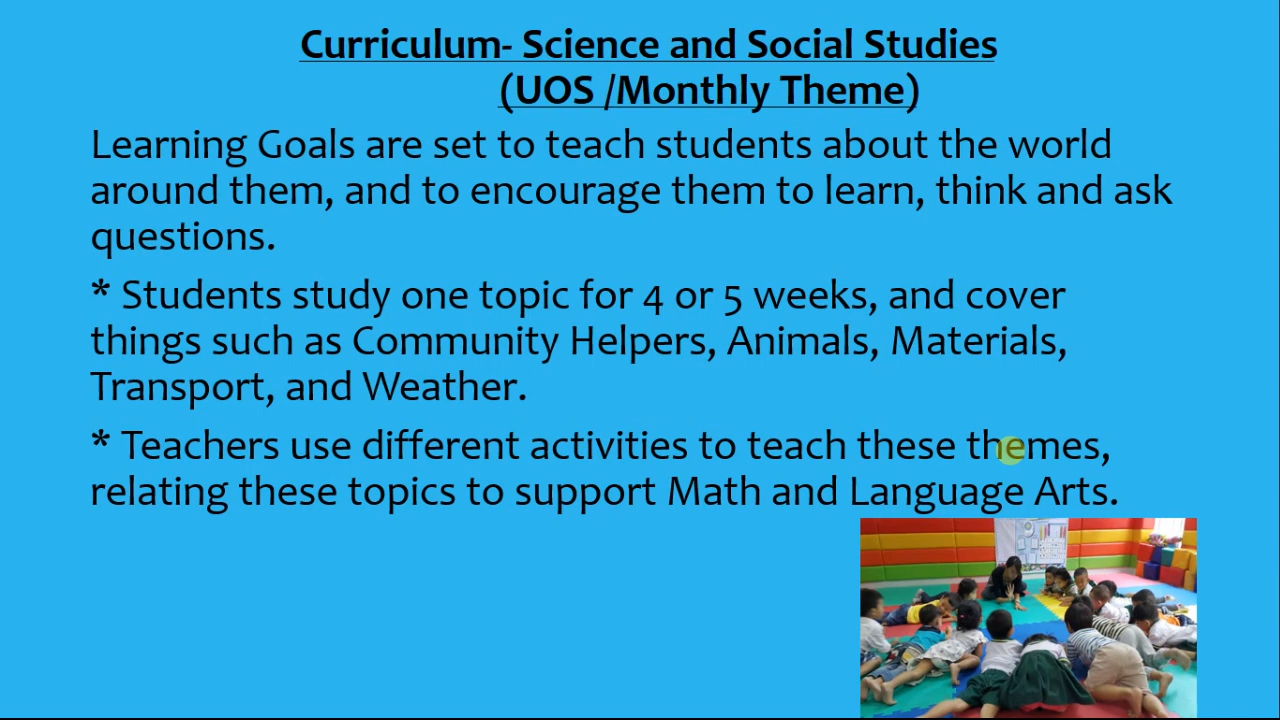 Curriculum- Science and Social Studies
(UOS /Monthly Theme)
Learning Goals are set to teach students about the world
around them, and to encourage them to learn, think and ask
questions.
* Students study one topic for 4 or 5 weeks, and cover
things such as Community Helpers, Animals, Materials,
Transport, and Weather.
* Teachers use different activities to teach these themes,
relating these topics to support Math and Language Arts.